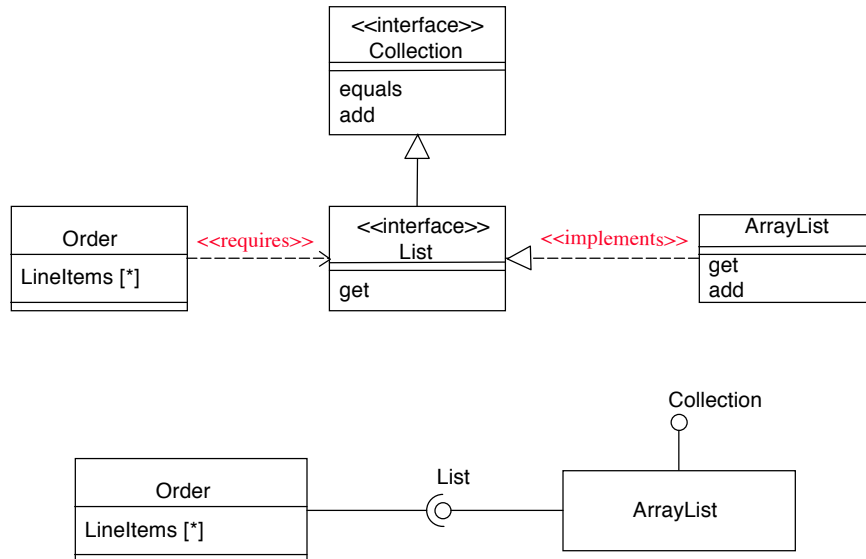 <<interface>>
Collection
equals
add
Order
LineItems [*]
<<requires>>
<<interface>>
List
get
<<implements>>
ArrayList
get
add
Collection
Order
LineItems [*]
List
ArrayList